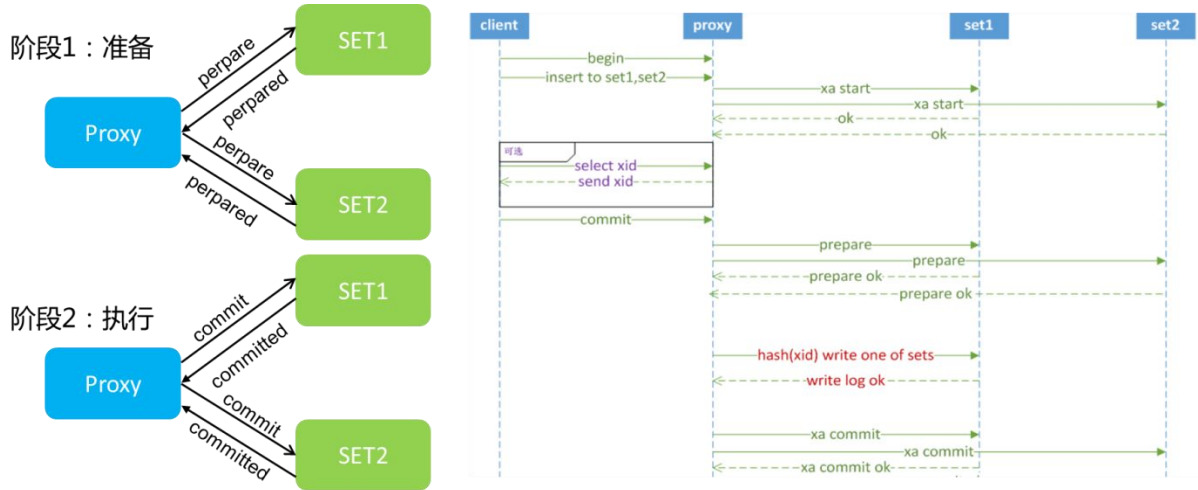 阶段1：准备
perpare
perpared
SET1
Proxy
perpare
perpared
SET2
阶段2：执行
commit
committed
SET1
Proxy
commit
committed
SET2
client
proxy
set1
set2
begin
insert to set1,set2
xa start
xa start
ok
ok
可选
select xid
send xid
commit
prepare
prepare
prepare ok
prepare ok
hash(xid) write one of sets
write log ok
xa commit
xa commit
xa commit ok